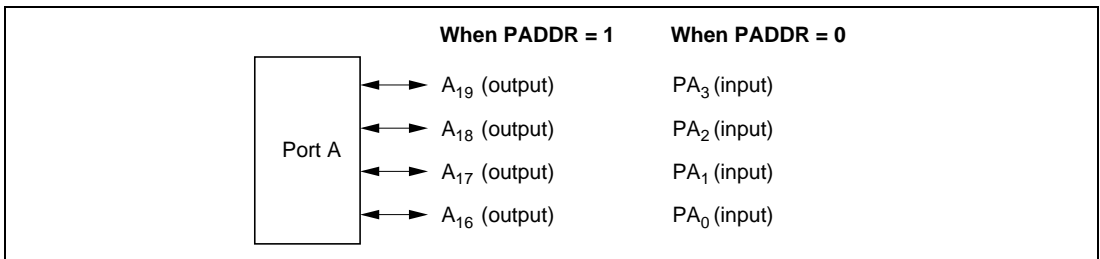 When PADDR = 1 When PADDR = 0
A19 (output) PA3 (input)
A18 (output) PA2 (input)
Port A
A17 (output) PA1 (input)
A16 (output) PA0 (input)